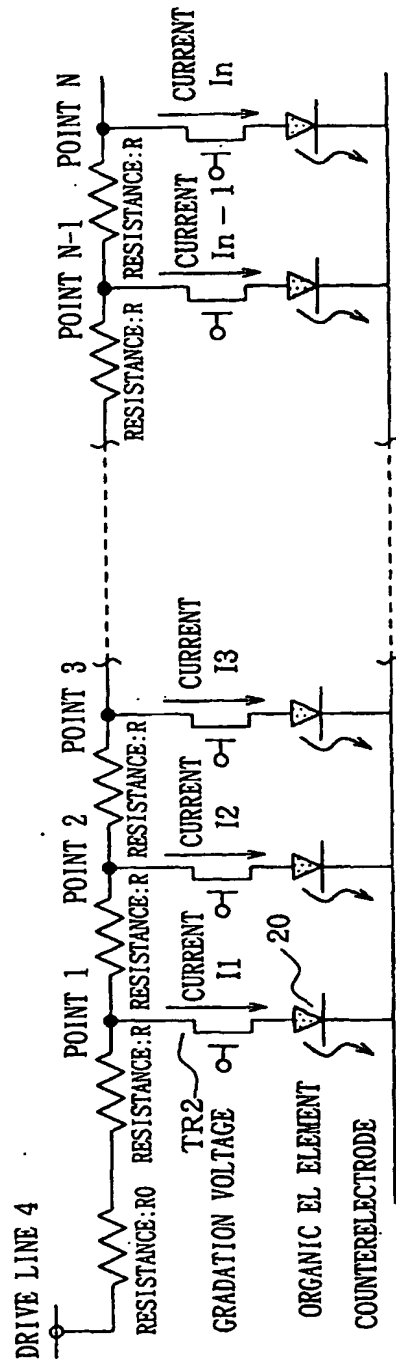 DRIVE LINE 4
RESISTANCE:R0
RESISTANCE:R
POINT 1
RESISTANCE:R
POINT 2
RESISTANCE:R
POINT 3
RESISTANCE:R
POINT N-1
RESISTANCE:R
POINT N
TR2
GRADATION VOLTAGE
CURRENT
I1
CURRENT
I2
CURRENT
I3
CURRENT
In-1
CURRENT
In
20
ORGANIC EL ELEMENT
COUNTERELECTRODE